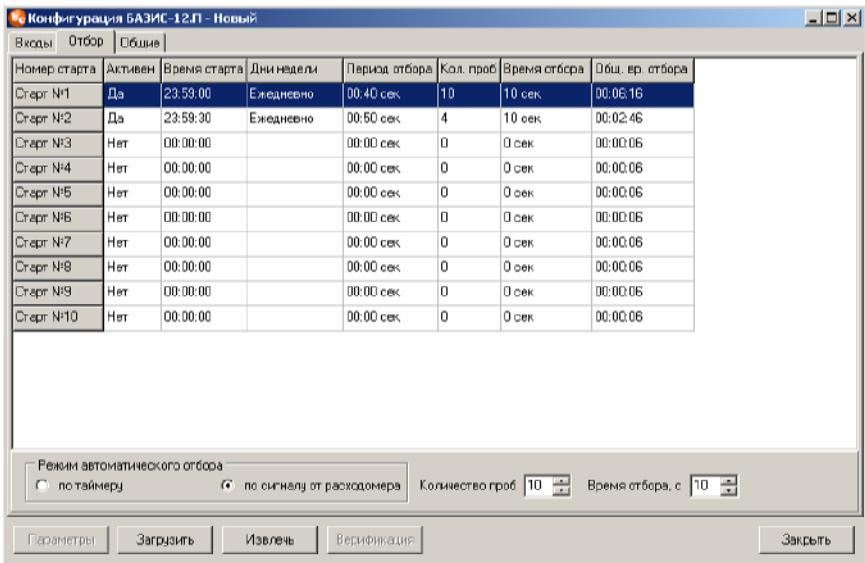 Конфигурация БАЗИС-12.П - Новый
Входы Отбор Общие
Номер старта Активен Время старта Дни недели Период отбора Кол. проб Время отбора Общ. вр. отбора
Старт №1 Да 23:59:00 Ежедневно 00:40 сек 10 10 сек 00:06:16
Старт №2 Да 23:59:30 Ежедневно 00:50 сек 4 10 сек 00:02:46
Старт №3 Нет 00:00:00 00:00 сек 0 0 сек 00:00:06
Старт №4 Нет 00:00:00 00:00 сек 0 0 сек 00:00:06
Старт №5 Нет 00:00:00 00:00 сек 0 0 сек 00:00:06
Старт №6 Нет 00:00:00 00:00 сек 0 0 сек 00:00:06
Старт №7 Нет 00:00:00 00:00 сек 0 0 сек 00:00:06
Старт №8 Нет 00:00:00 00:00 сек 0 0 сек 00:00:06
Старт №9 Нет 00:00:00 00:00 сек 0 0 сек 00:00:06
Старт №10 Нет 00:00:00 00:00 сек 0 0 сек 00:00:06
Режим автоматического отбора
по таймеру по сигналу от расходомера Количество проб 10 Время отбора, с 10
Параметры Загрузить Извлечь Верификация Закрыть